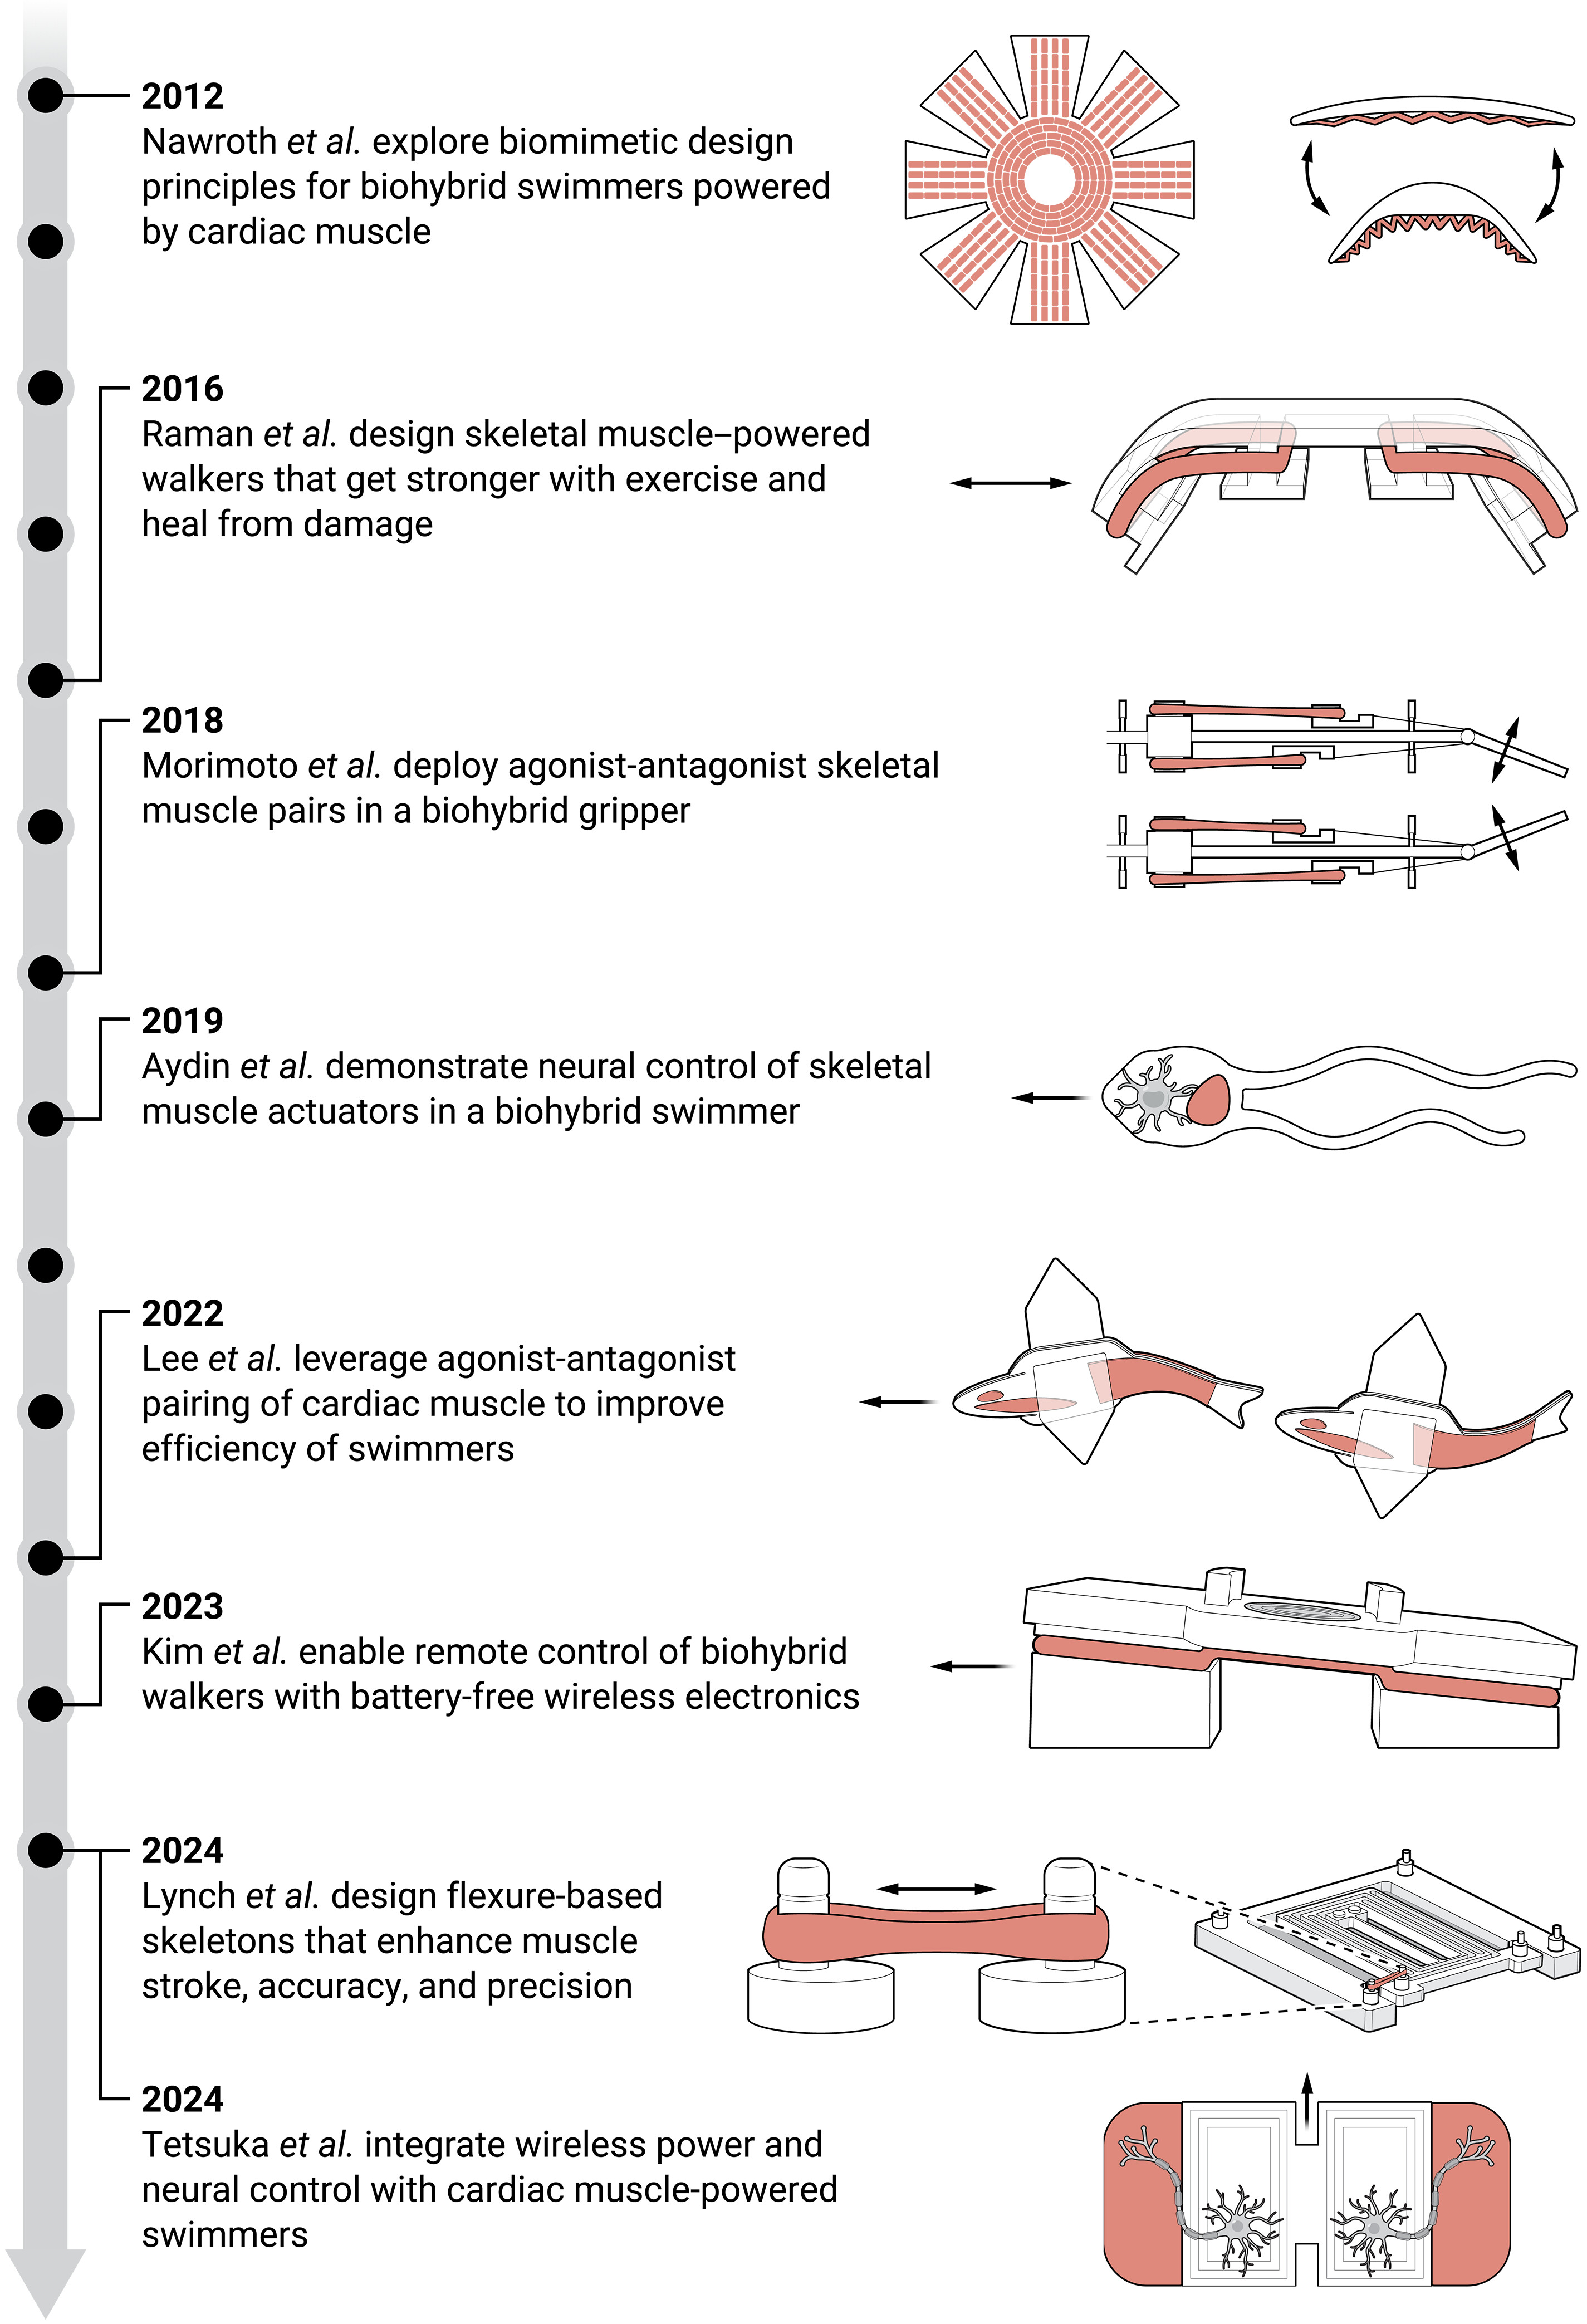 2012
Nawroth et al. explore biomimetic design
principles for biohybrid swimmers powered
by cardiac muscle
2016
Raman et al. design skeletal muscle–powered
walkers that get stronger with exercise and
heal from damage
2018
Morimoto et al. deploy agonist-antagonist skeletal
muscle pairs in a biohybrid gripper
2019
Aydin et al. demonstrate neural control of skeletal
muscle actuators in a biohybrid swimmer
2022
Lee et al. leverage agonist-antagonist
pairing of cardiac muscle to improve
efficiency of swimmers
2023
Kim et al. enable remote control of biohybrid
walkers with battery-free wireless electronics
2024
Lynch et al. design flexure-based
skeletons that enhance muscle
stroke, accuracy, and precision
2024
Tetsuka et al. integrate wireless power and
neural control with cardiac muscle-powered
swimmers